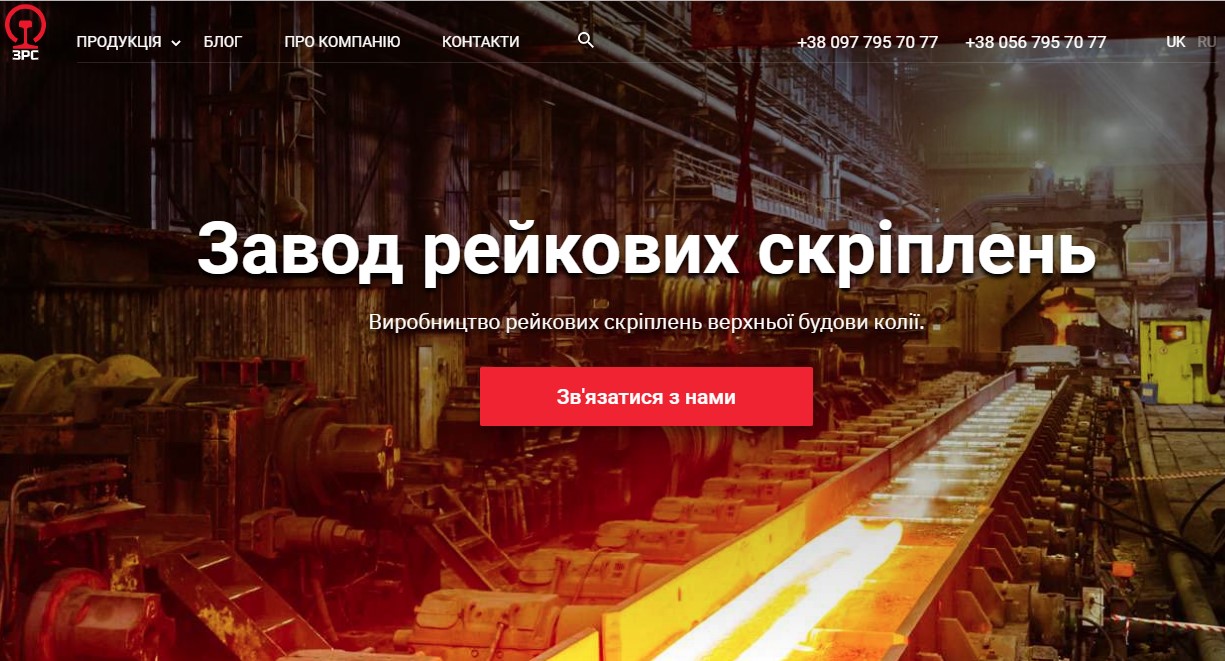 ЗРС
ПРОДУКЦІЯ БЛОГ ПРО КОМПАНІЮ КОНТАКТИ +38 097 795 70 77 +38 056 795 70 77 UK RU
Завод рейкових скріплень
Виробництво рейкових скріплень верхньої будови колії.
Зв'язатися з нами